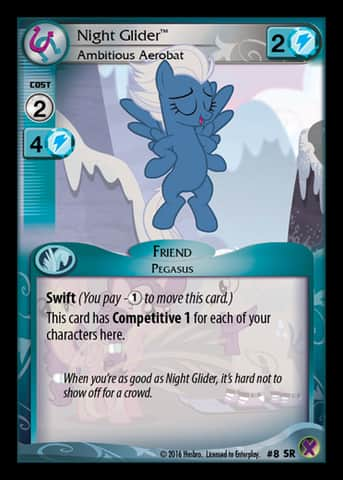 Night Glider™
Ambitious Aerobat
2
COST
2
4
FRIEND
PEGASUS
Swift (You pay -1 to move this card.)
This card has Competitive 1 for each of your
characters here.
When you're as good as Night Glider, it's hard not to
show off for a crowd.
© 2016 Hasbro. Licensed to Enterplay. #8 SR